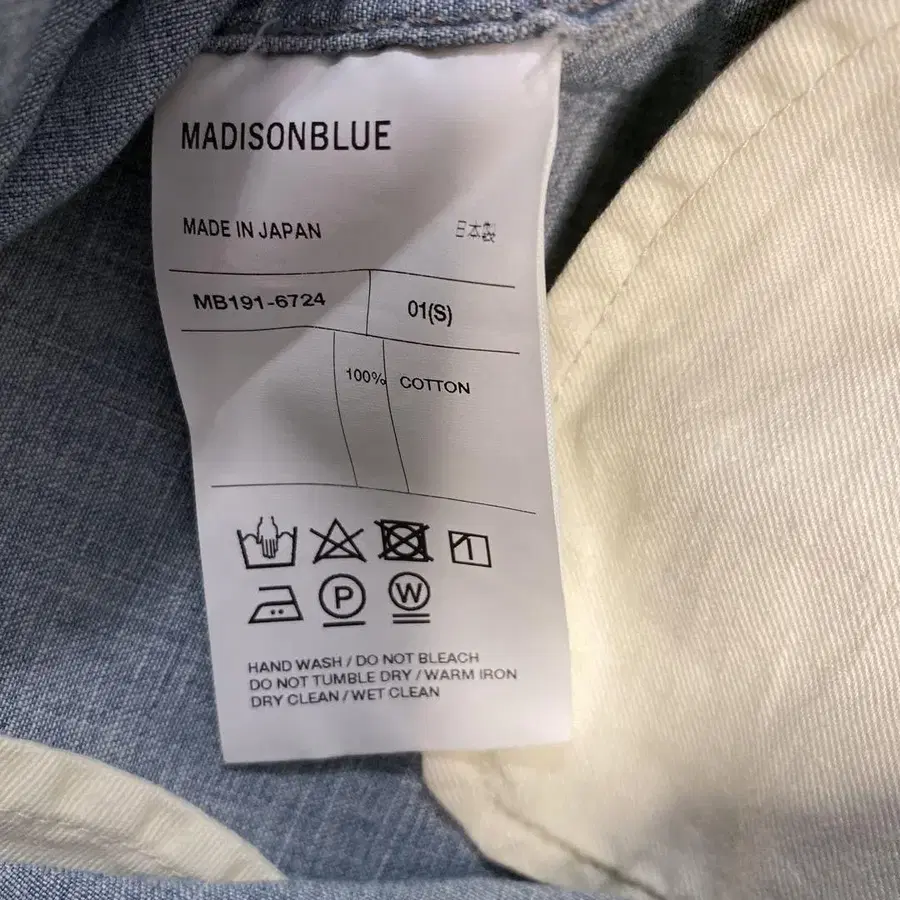 MADISONBLUE
MADE IN JAPAN 日本製
MB191-6724 01(S)
100% COTTON
P W
HAND WASH / DO NOT BLEACH
DO NOT TUMBLE DRY / WARM IRON
DRY CLEAN / WET CLEAN